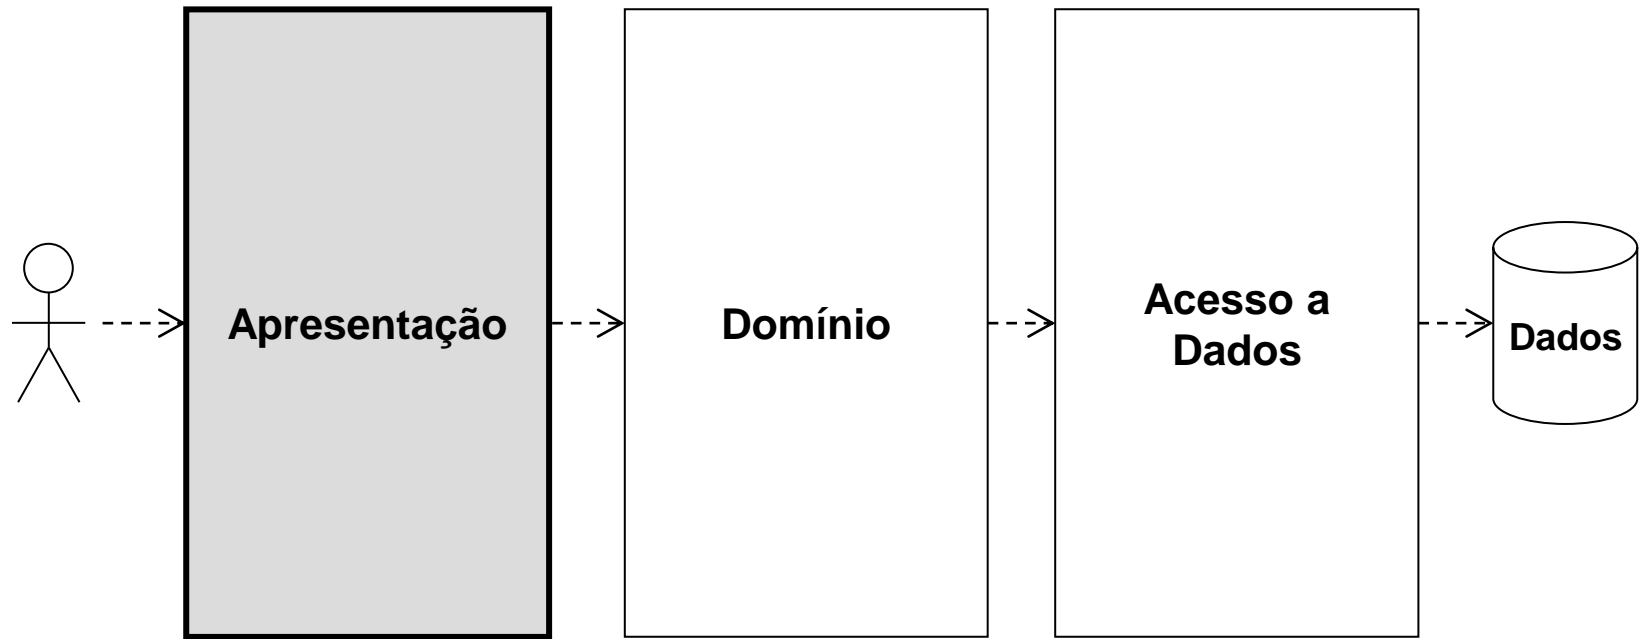 Apresentação
Domínio
Acesso a
Dados
Dados